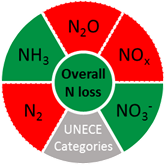 N₂O
NH₃
NOₓ
Overall
N loss
N₂
NO₃⁻
UNECE
Categories